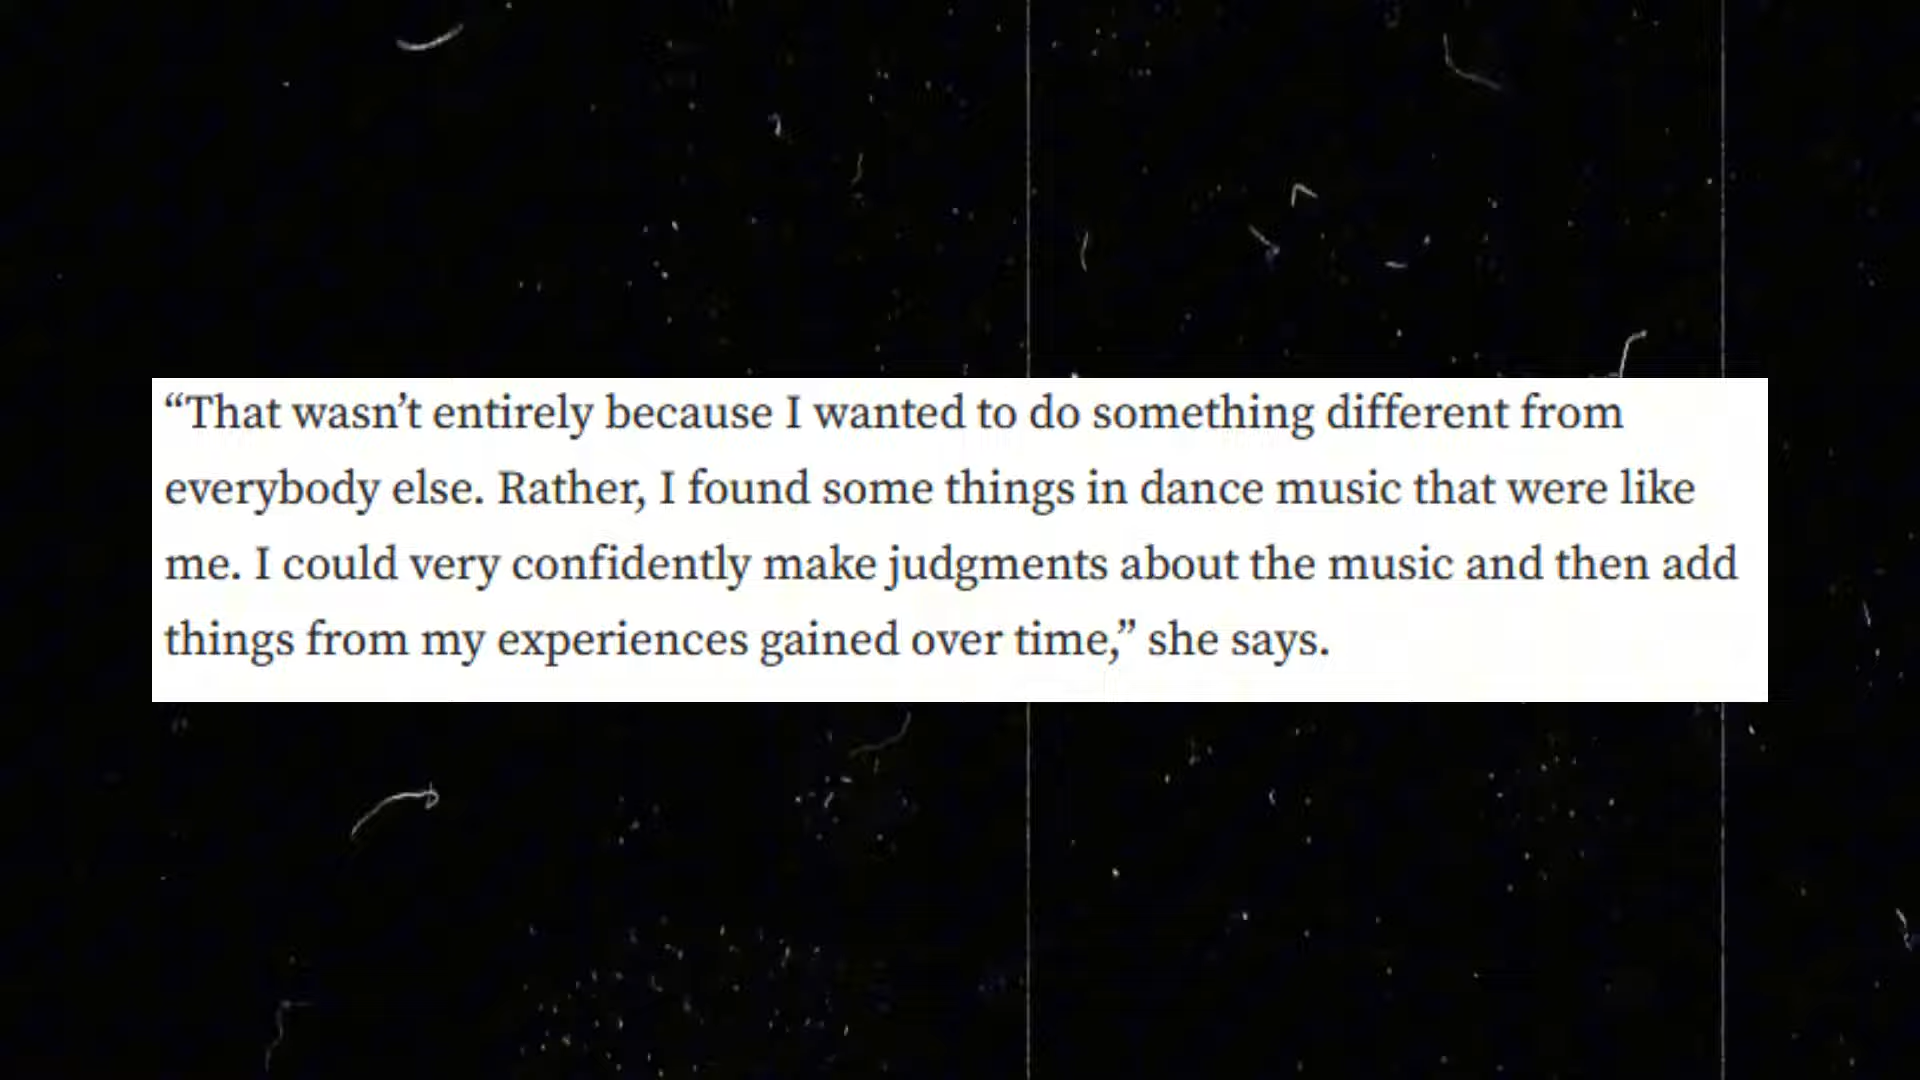 “That wasn’t entirely because I wanted to do something different from
everybody else. Rather, I found some things in dance music that were like
me. I could very confidently make judgments about the music and then add
things from my experiences gained over time,” she says.